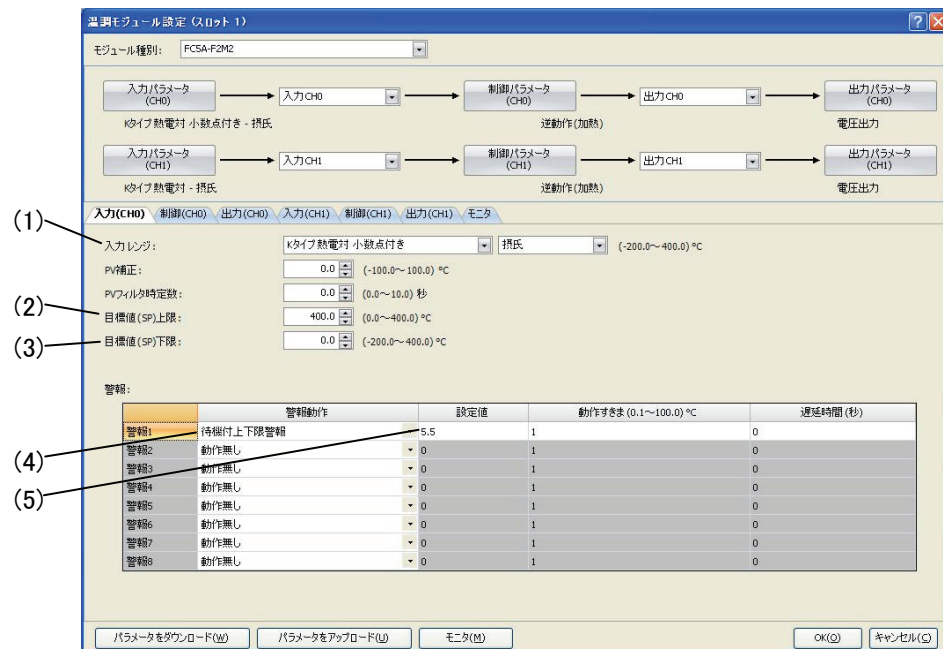 温調モジュール設定 (スロット 1)
モジュール種別: FC5A-F2M2
入力パラメータ
(CH0)
入力CH0
制御パラメータ
(CH0)
出力CH0
出力パラメータ
(CH0)
Kタイプ熱電対 小数点付き - 摂氏 逆動作(加熱) 電圧出力
入力パラメータ
(CH1)
入力CH1
制御パラメータ
(CH1)
出力CH1
出力パラメータ
(CH1)
Kタイプ熱電対 - 摂氏 逆動作(加熱) 電圧出力
入力(CH0) 制御(CH0) 出力(CH0) 入力(CH1) 制御(CH1) 出力(CH1) モニタ
(1)
入力レンジ: Kタイプ熱電対 小数点付き 摂氏 (-200.0~400.0) °C
PV補正: 0.0 (-100.0~100.0) °C
PVフィルタ時定数: 0.0 (0.0~10.0) 秒
(2)
目標値(SP)上限: 400.0 (0.0~400.0) °C
(3)
目標値(SP)下限: 0.0 (-200.0~400.0) °C
警報:
警報動作 設定値 動作すきま (0.1~100.0) °C 遅延時間 (秒)
警報1 待機付上下限警報 5.5 1 0
(4)
警報2 動作無し 0 1 0
警報3 動作無し 0 1 0
(5)
警報4 動作無し 0 1 0
警報5 動作無し 0 1 0
警報6 動作無し 0 1 0
警報7 動作無し 0 1 0
警報8 動作無し 0 1 0
パラメータをダウンロード(W) パラメータをアップロード(U) モニタ(M) OK(O) キャンセル(C)